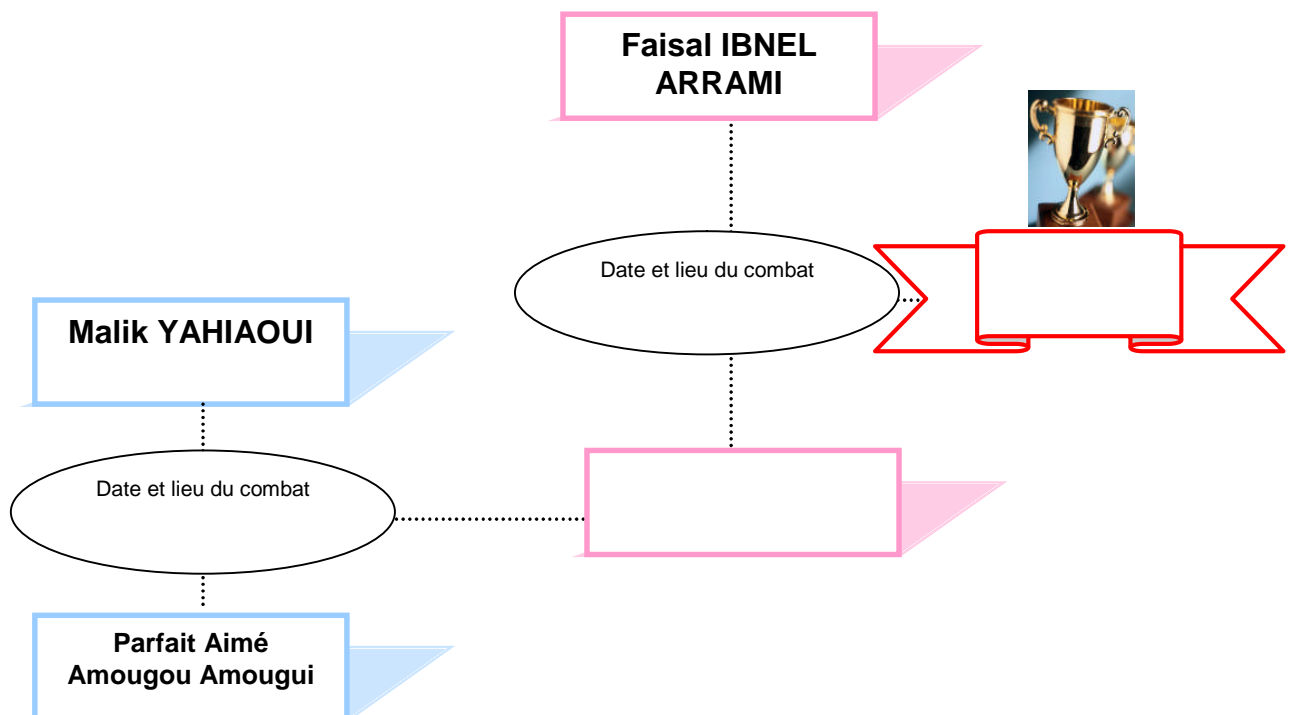 Faisal IBNEL
ARRAMI
Date et lieu du combat
Malik YAHIAOUI
Date et lieu du combat
Parfait Aimé
Amougou Amougui